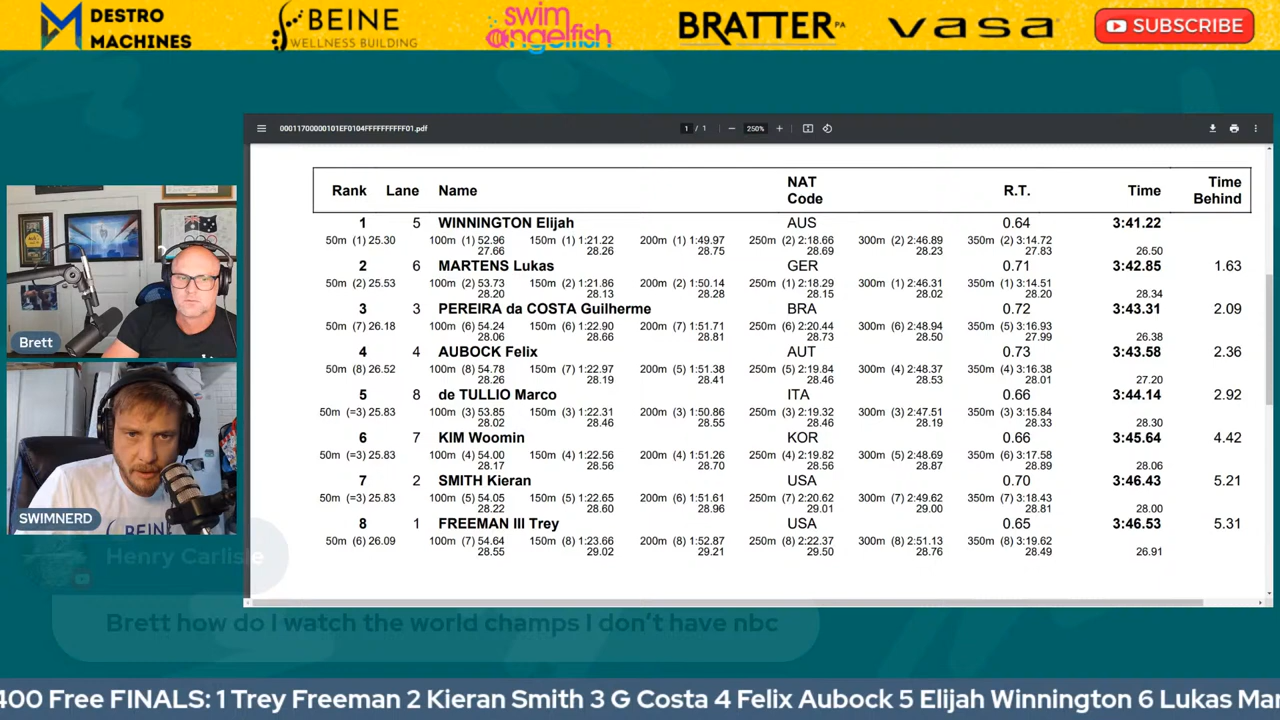 DESTRO MACHINES
BEINE WELLNESS BUILDING
swim angelfish
BRATTER PA
vasa
SUBSCRIBE
00011700000101EF0104FFFFFFFFFF01.pdf
1 / 1
250%
Rank Lane Name NAT Code R.T. Time Time Behind
1 5 WINNINGTON Elijah AUS 0.64 3:41.22
50m (1) 25.30 100m (1) 52.96 150m (1) 1:21.22 200m (1) 1:49.97 250m (2) 2:18.66 300m (2) 2:46.89 350m (2) 3:14.72
27.66 28.26 28.75 28.69 28.23 27.83 26.50
2 6 MARTENS Lukas GER 0.71 3:42.85 1.63
50m (2) 25.53 100m (2) 53.73 150m (2) 1:21.86 200m (2) 1:50.14 250m (1) 2:18.29 300m (1) 2:46.31 350m (1) 3:14.51
28.20 28.13 28.28 28.15 28.02 28.20 28.34
3 3 PEREIRA da COSTA Guilherme BRA 0.72 3:43.31 2.09
50m (7) 26.18 100m (6) 54.24 150m (6) 1:22.90 200m (7) 1:51.71 250m (6) 2:20.44 300m (6) 2:48.94 350m (5) 3:16.93
28.06 28.66 28.81 28.73 28.50 27.99 26.38
4 4 AUBOCK Felix AUT 0.73 3:43.58 2.36
50m (8) 26.52 100m (8) 54.78 150m (7) 1:22.97 200m (5) 1:51.38 250m (5) 2:19.84 300m (4) 2:48.37 350m (4) 3:16.38
28.26 28.19 28.41 28.46 28.53 28.01 27.20
5 8 de TULLIO Marco ITA 0.66 3:44.14 2.92
50m (=3) 25.83 100m (3) 53.85 150m (3) 1:22.31 200m (3) 1:50.86 250m (3) 2:19.32 300m (3) 2:47.51 350m (3) 3:15.84
28.02 28.46 28.55 28.46 28.19 28.33 28.30
6 7 KIM Woomin KOR 0.66 3:45.64 4.42
50m (=3) 25.83 100m (4) 54.00 150m (4) 1:22.56 200m (4) 1:51.26 250m (4) 2:19.82 300m (5) 2:48.69 350m (6) 3:17.58
28.17 28.56 28.70 28.56 28.87 28.89 28.06
7 2 SMITH Kieran USA 0.70 3:46.43 5.21
50m (=3) 25.83 100m (5) 54.05 150m (5) 1:22.65 200m (6) 1:51.61 250m (7) 2:20.62 300m (7) 2:49.62 350m (7) 3:18.43
28.22 28.60 28.96 29.01 29.00 28.81 28.00
8 1 FREEMAN III Trey USA 0.65 3:46.53 5.31
50m (6) 26.09 100m (7) 54.64 150m (8) 1:23.66 200m (8) 1:52.87 250m (8) 2:22.37 300m (8) 2:51.13 350m (8) 3:19.62
28.55 29.02 29.21 29.50 28.76 28.49 26.91
Brett
SWIMNERD
BEINE
Henry Carlisle
Brett how do I watch the world champs I don't have nbc
400 Free FINALS: 1 Trey Freeman 2 Kieran Smith 3 G Costa 4 Felix Aubock 5 Elijah Winnington 6 Lukas Mar